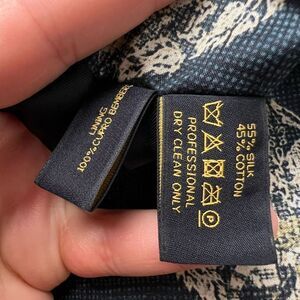 LINING
100% CUPRO BEMBERG
55% SILK
45% COTTON
P
PROFESSIONAL
DRY CLEAN ONLY